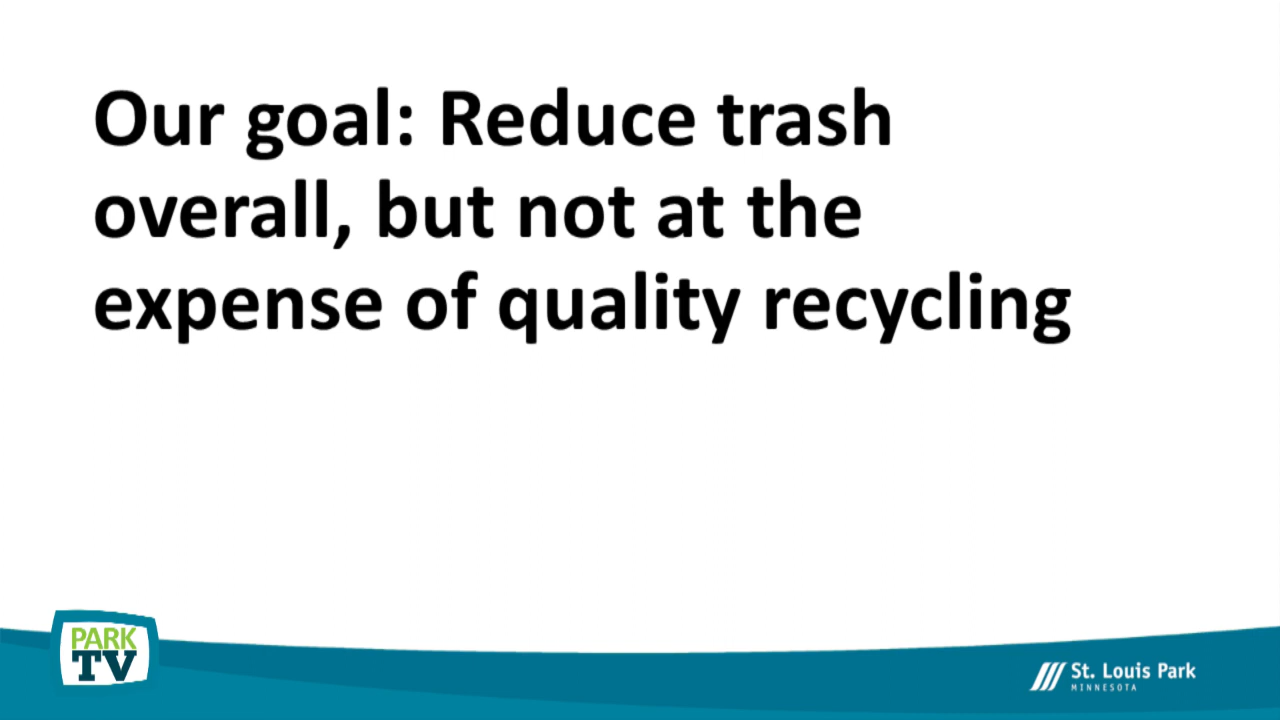 Our goal: Reduce trash
overall, but not at the
expense of quality recycling
PARK
TV
St. Louis Park
MINNESOTA